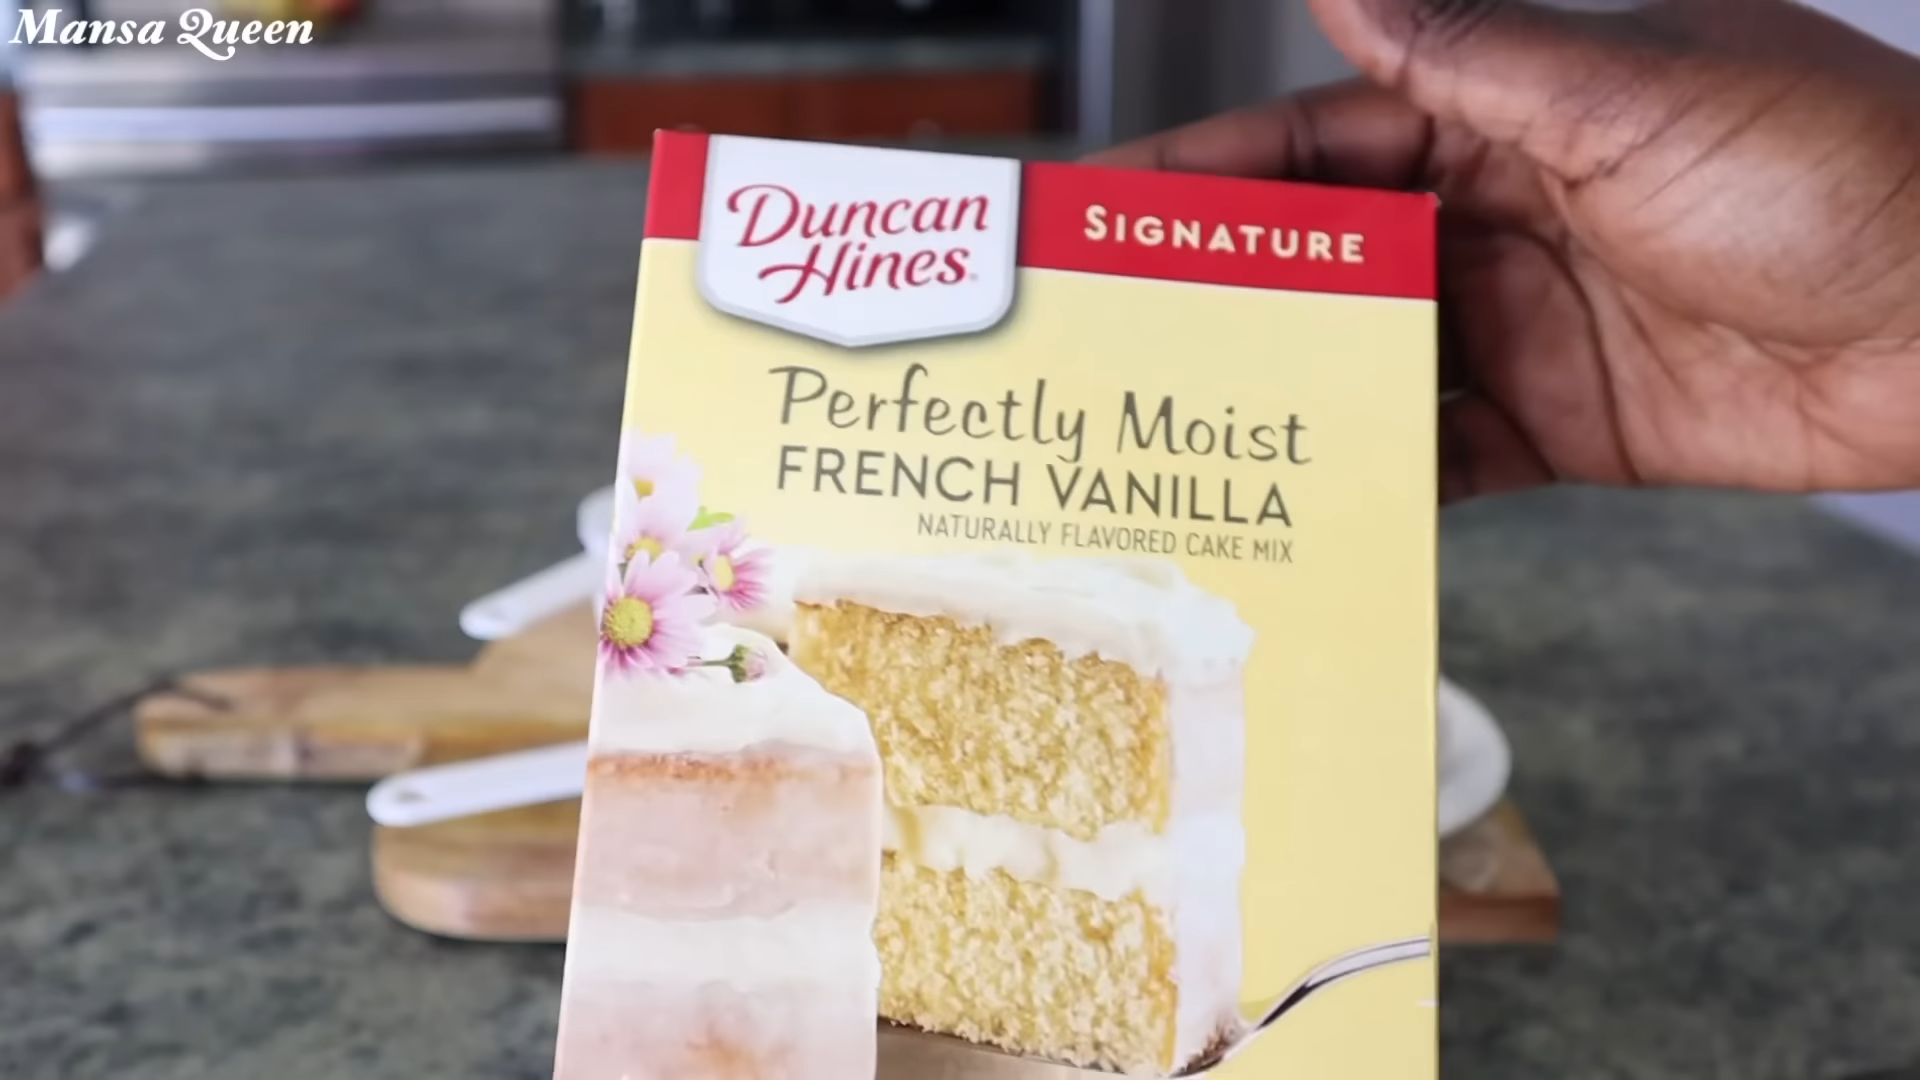 Mansa Queen
Duncan
Hines
SIGNATURE
Perfectly Moist
FRENCH VANILLA
NATURALLY FLAVORED CAKE MIX